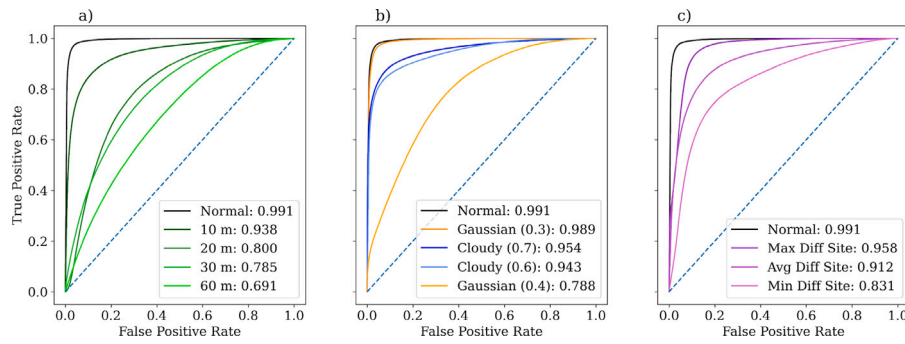 a)
True Positive Rate
1.0
0.8
0.6
0.4
0.2
0.0
Normal: 0.991
10 m: 0.938
20 m: 0.800
30 m: 0.785
60 m: 0.691
0.0 0.2 0.4 0.6 0.8 1.0
False Positive Rate
b)
Normal: 0.991
Gaussian (0.3): 0.989
Cloudy (0.7): 0.954
Cloudy (0.6): 0.943
Gaussian (0.4): 0.788
0.0 0.2 0.4 0.6 0.8 1.0
False Positive Rate
c)
Normal: 0.991
Max Diff Site: 0.958
Avg Diff Site: 0.912
Min Diff Site: 0.831
0.0 0.2 0.4 0.6 0.8 1.0
False Positive Rate